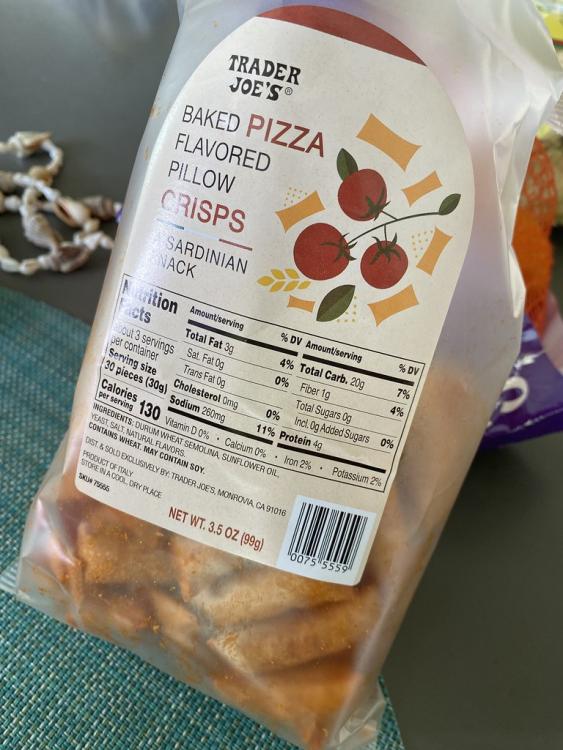 TRADER
JOE'S®
BAKED PIZZA
FLAVORED
PILLOW
CRISPS
SARDINIAN
SNACK
Nutrition
Facts
about 3 servings
per container
Serving size
30 pieces (30g)
Calories
per serving 130
Amount/serving % DV
Total Fat 3g 4%
Sat. Fat 0g 0%
Trans Fat 0g
Cholesterol 0mg 0%
Sodium 260mg 11%
Amount/serving % DV
Total Carb. 20g 7%
Fiber 1g 4%
Total Sugars 0g
Incl. 0g Added Sugars 0%
Protein 4g
Vitamin D 0% • Calcium 0% • Iron 2% • Potassium 2%
INGREDIENTS: DURUM WHEAT SEMOLINA, SUNFLOWER OIL,
YEAST, SALT, NATURAL FLAVORS.
CONTAINS WHEAT. MAY CONTAIN SOY.
DIST. & SOLD EXCLUSIVELY BY: TRADER JOE'S, MONROVIA, CA 91016
PRODUCT OF ITALY
STORE IN A COOL, DRY PLACE
SKU# 75555
NET WT. 3.5 OZ (99g)
0075 5559